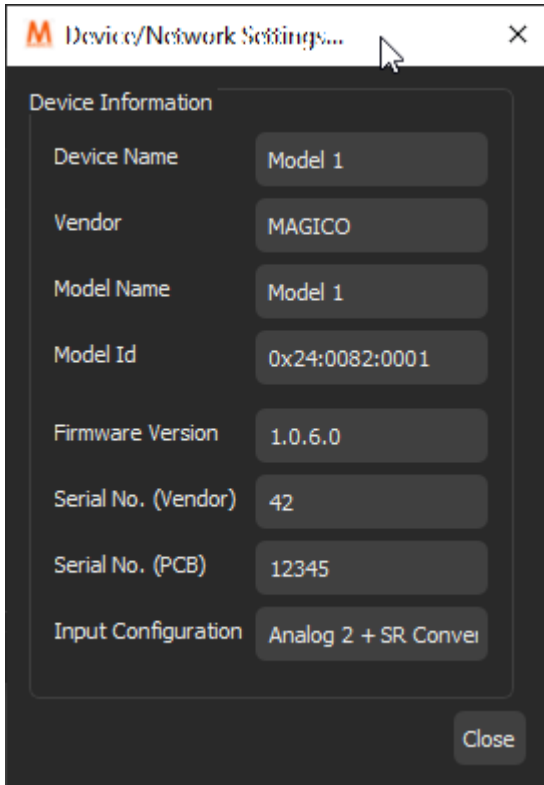 M Device/Network Settings...
Device Information
Device Name Model 1
Vendor MAGICO
Model Name Model 1
Model Id 0x24:0082:0001
Firmware Version 1.0.6.0
Serial No. (Vendor) 42
Serial No. (PCB) 12345
Input Configuration Analog 2 + SR Conver
Close